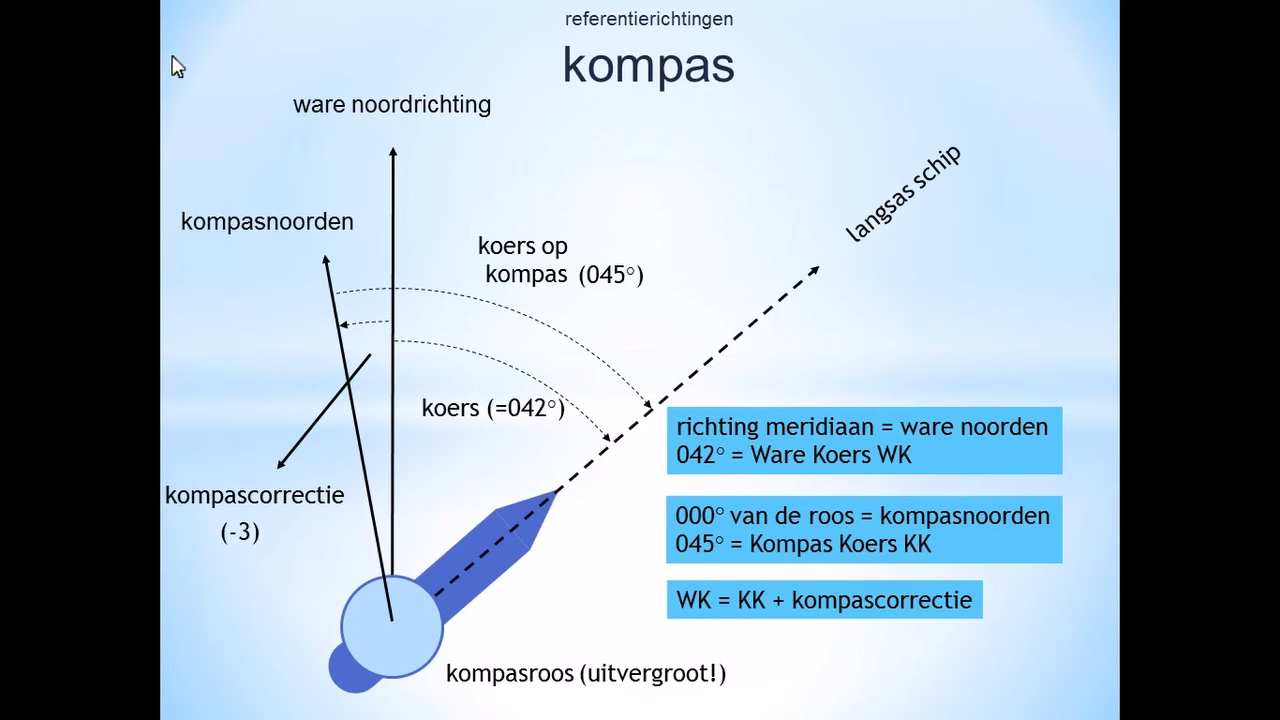 referentierichtingen
kompas
ware noordrichting
langsas schip
kompasnoorden
koers op
kompas (045°)
koers (=042°)
richting meridiaan = ware noorden
042° = Ware Koers WK
kompascorrectie
(-3)
000° van de roos = kompasnoorden
045° = Kompas Koers KK
WK = KK + kompascorrectie
kompasroos (uitvergroot!)